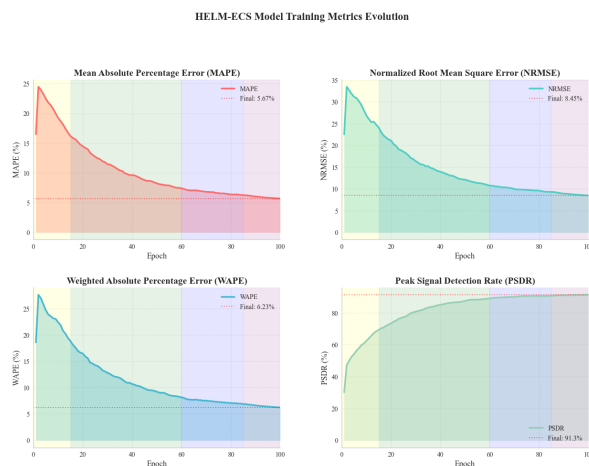 HELM-ECS Model Training Metrics Evolution
Mean Absolute Percentage Error (MAPE)
25
20
15
10
5
0
MAPE (%)
MAPE
Final: 5.67%
0
20
40
60
80
100
Epoch
Normalized Root Mean Square Error (NRMSE)
35
30
25
20
15
10
5
0
NRMSE (%)
NRMSE
Final: 8.45%
0
20
40
60
80
100
Epoch
Weighted Absolute Percentage Error (WAPE)
25
20
15
10
5
0
WAPE (%)
WAPE
Final: 6.23%
0
20
40
60
80
100
Epoch
Peak Signal Detection Rate (PSDR)
80
60
40
20
0
PSDR (%)
PSDR
Final: 91.3%
0
20
40
60
80
100
Epoch